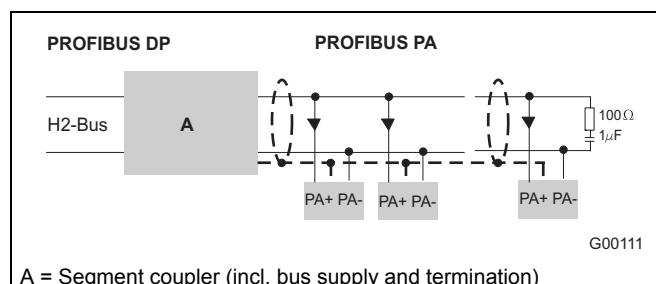 PROFIBUS DP PROFIBUS PA
H2-Bus A
100Ω
1µF
PA+ PA- PA+ PA- PA+ PA-
G00111
A = Segment coupler (incl. bus supply and termination)